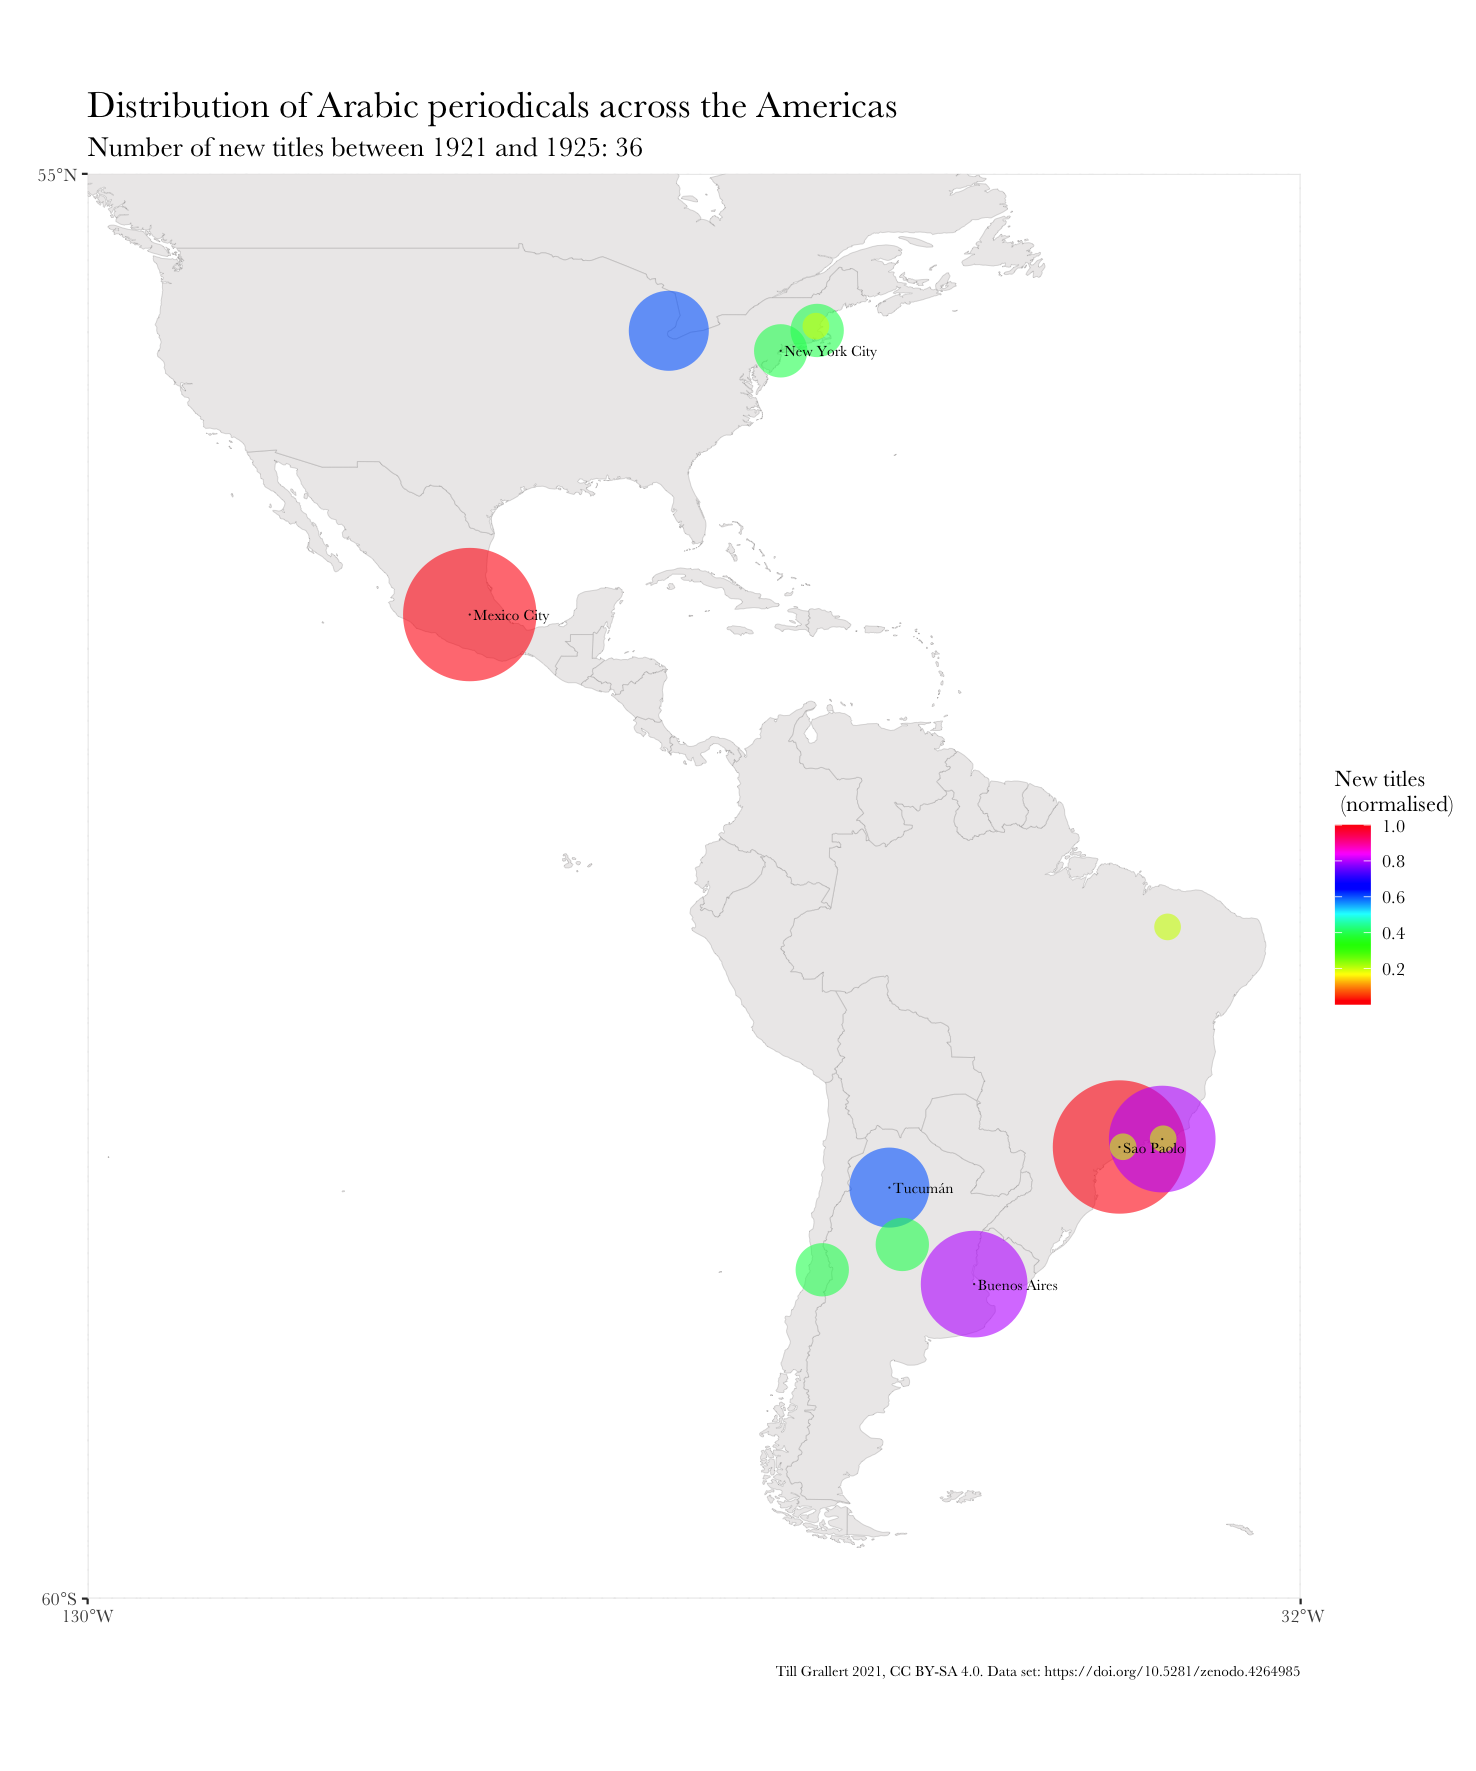 Distribution of Arabic periodicals across the Americas
Number of new titles between 1921 and 1925: 36
55°N
New York City
Mexico City
New titles
(normalised)
1.0
0.8
0.6
0.4
0.2
Sao Paolo
Tucumán
Buenos Aires
60°S
130°W
32°W
Till Grallert 2021, CC BY-SA 4.0. Data set: https://doi.org/10.5281/zenodo.4264985